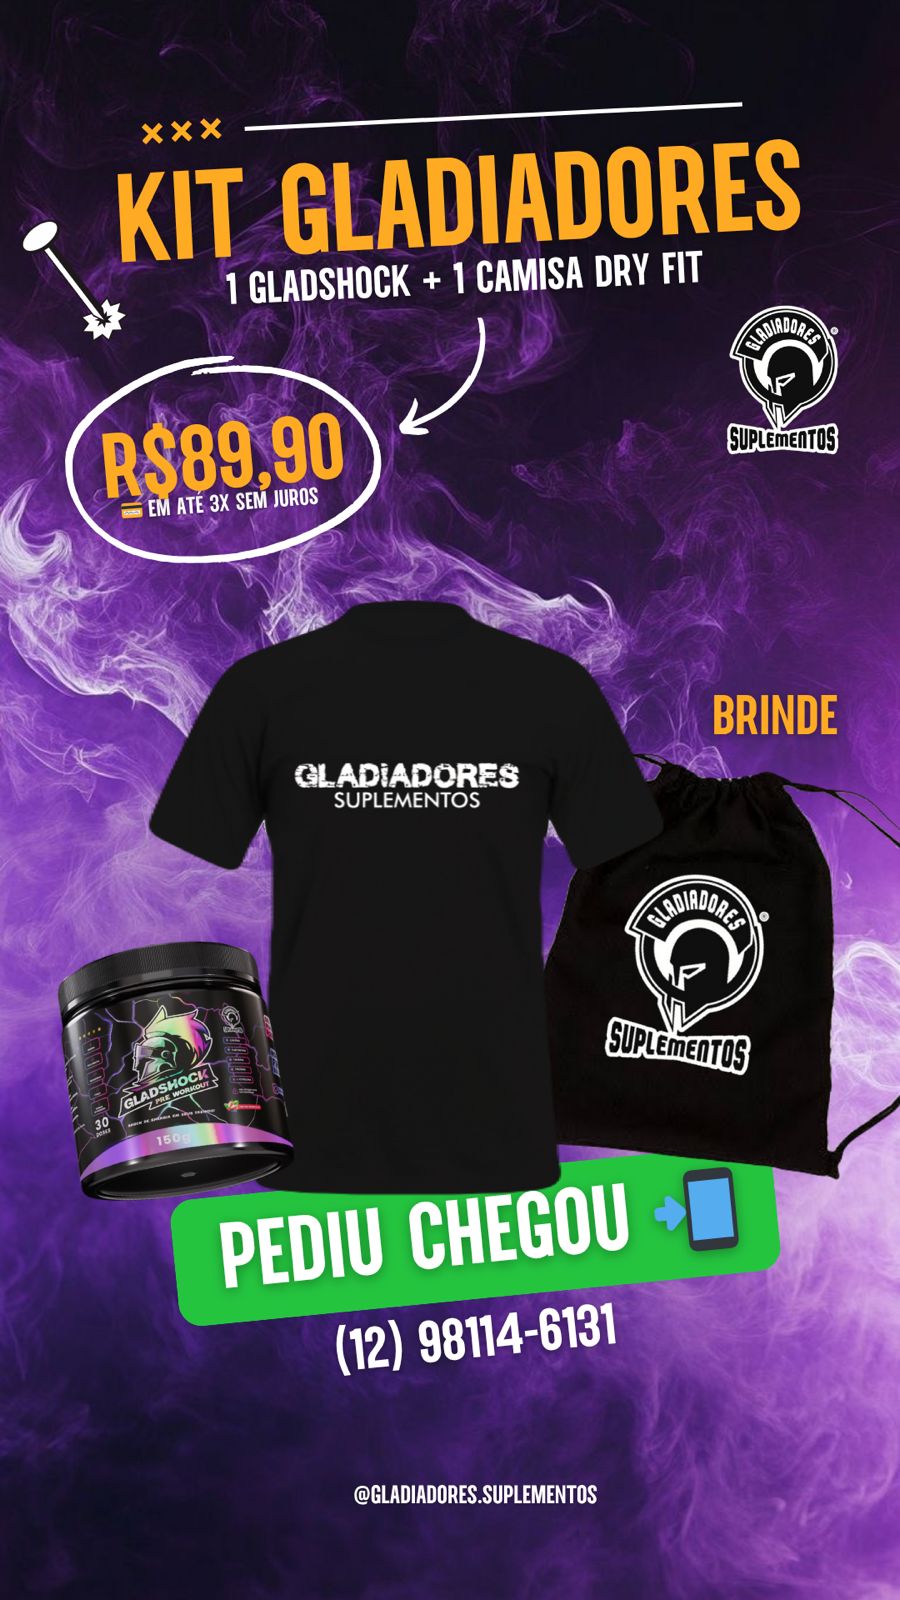 KIT GLADIADORES
1 GLADSHOCK + 1 CAMISA DRY FIT
GLADIADORES
SUPLEMENTOS
R$89,90
EM ATÉ 3X SEM JUROS
BRINDE
GLADIADORES
SUPLEMENTOS
GLADIADORES
SUPLEMENTOS
GLADSHOCK
PRE WORKOUT
30
DOSES
150g
PEDIU CHEGOU
(12) 98114-6131
@GLADIADORES.SUPLEMENTOS